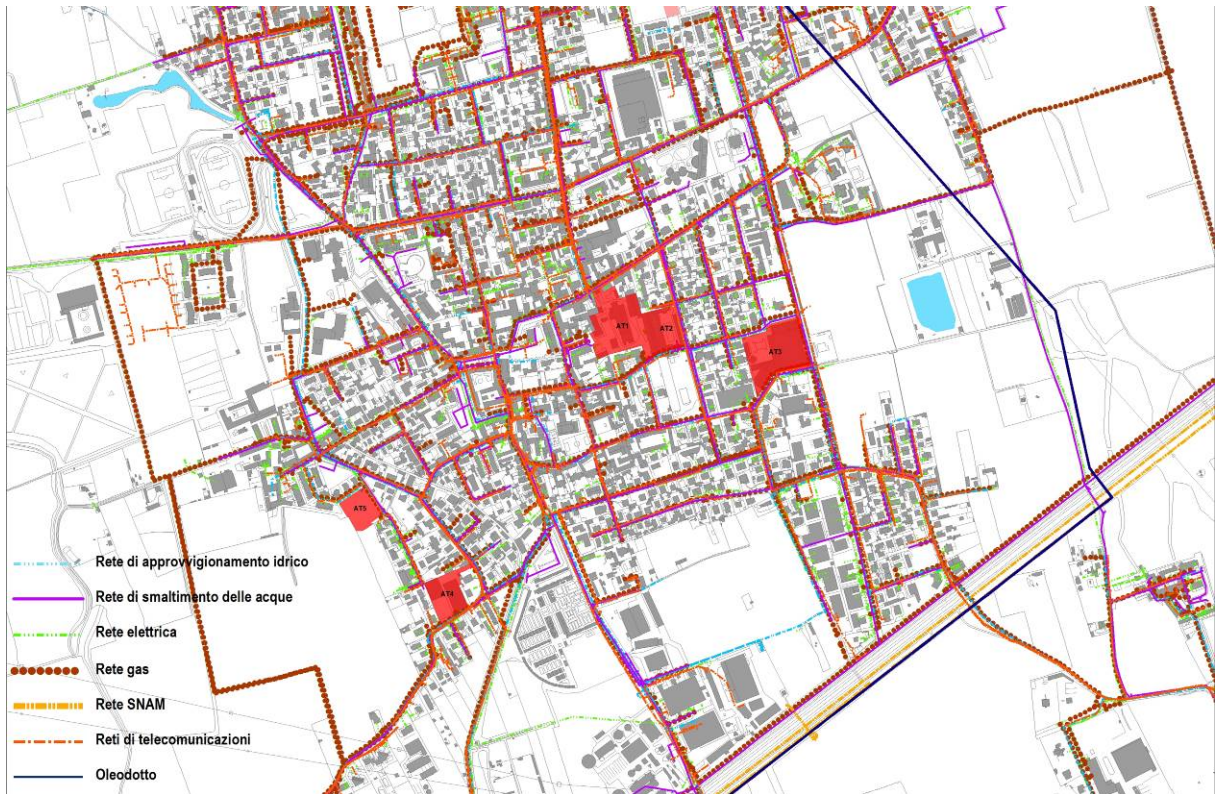 AT1
AT2
AT3
AT5
AT4
Rete di approvvigionamento idrico
Rete di smaltimento delle acque
Rete elettrica
Rete gas
Rete SNAM
Reti di telecomunicazioni
Oleodotto